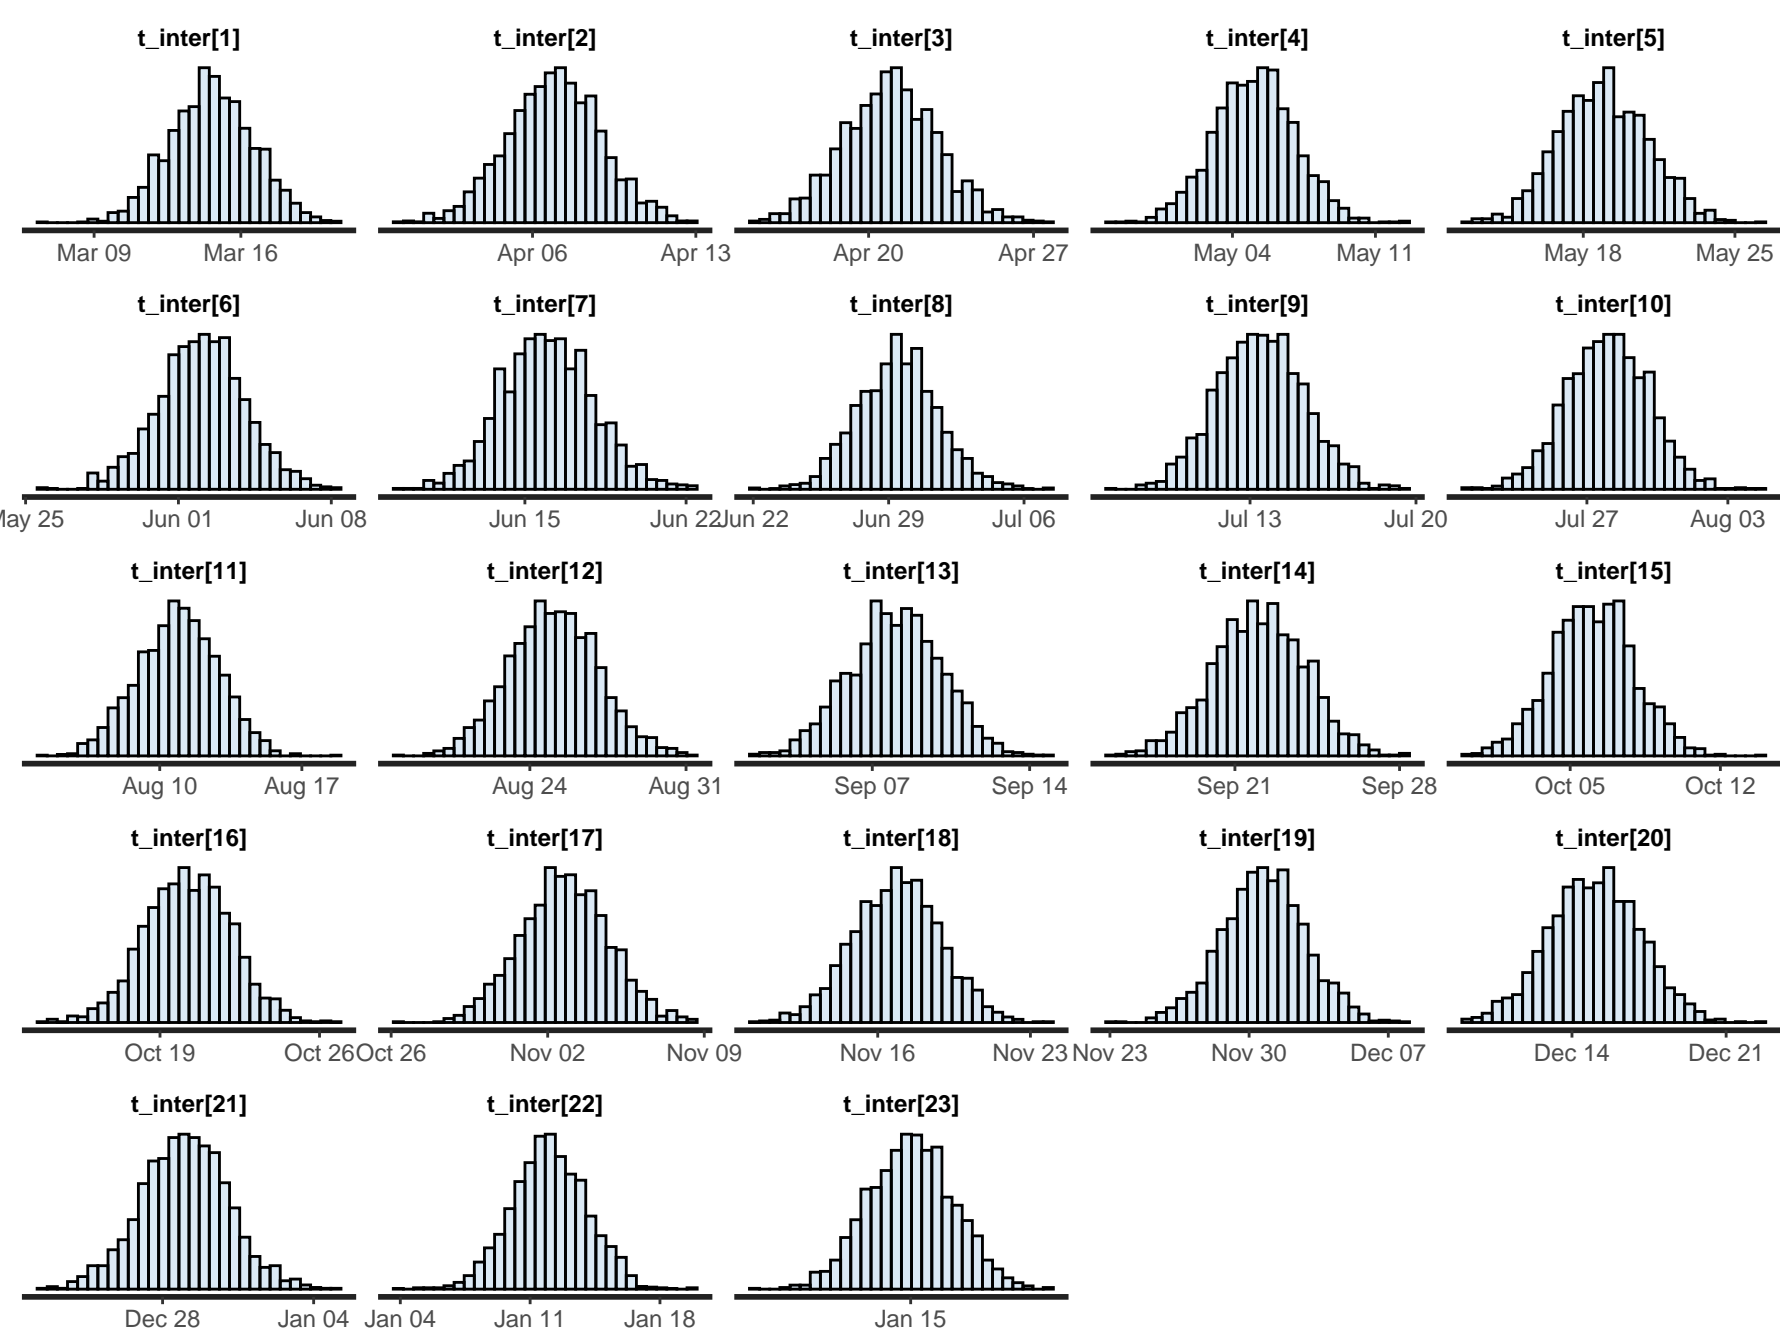 t_inter[1] t_inter[2] t_inter[3] t_inter[4] t_inter[5]
Mar 09 Mar 16 Apr 06 Apr 13 Apr 20 Apr 27 May 04 May 11 May 18 May 25
t_inter[6] t_inter[7] t_inter[8] t_inter[9] t_inter[10]
May 25 Jun 01 Jun 08 Jun 15 Jun 22 Jun 22 Jun 29 Jul 06 Jul 13 Jul 20 Jul 27 Aug 03
t_inter[11] t_inter[12] t_inter[13] t_inter[14] t_inter[15]
Aug 10 Aug 17 Aug 24 Aug 31 Sep 07 Sep 14 Sep 21 Sep 28 Oct 05 Oct 12
t_inter[16] t_inter[17] t_inter[18] t_inter[19] t_inter[20]
Oct 19 Oct 26 Oct 26 Nov 02 Nov 09 Nov 16 Nov 23 Nov 23 Nov 30 Dec 07 Dec 14 Dec 21
t_inter[21] t_inter[22] t_inter[23]
Dec 28 Jan 04 Jan 04 Jan 11 Jan 18 Jan 15